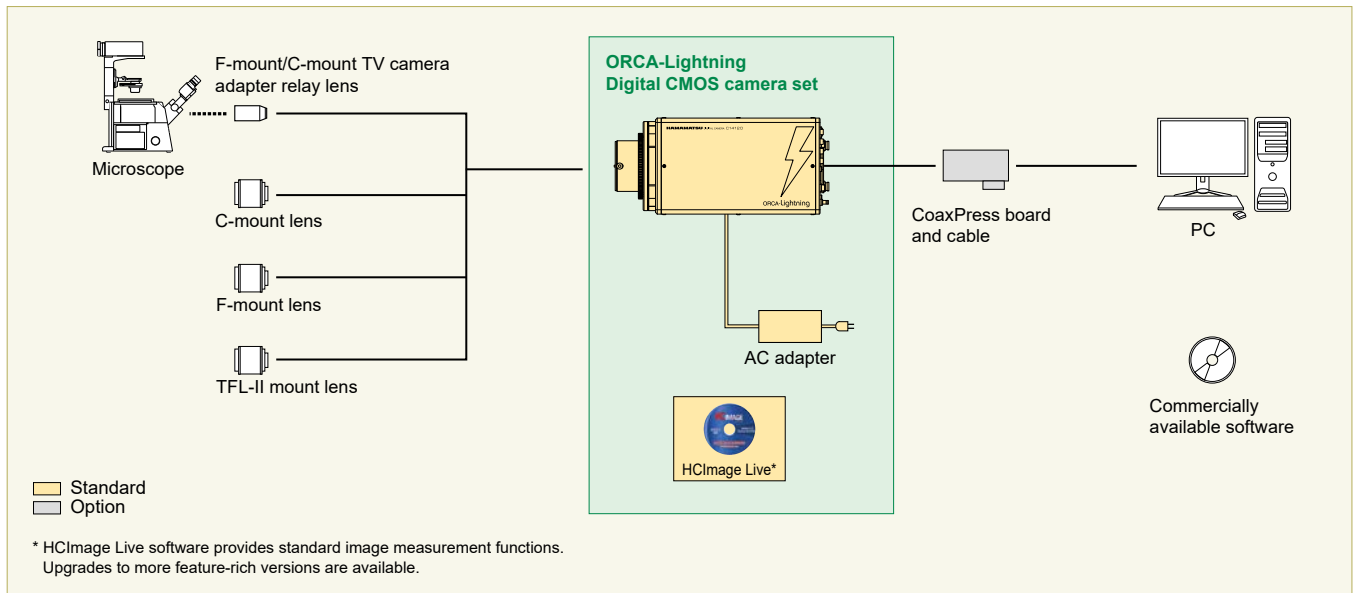 F-mount/C-mount TV camera
adapter relay lens
Microscope
C-mount lens
F-mount lens
TFL-II mount lens
ORCA-Lightning
Digital CMOS camera set
HAMAMATSU
ORCA-Lightning
AC adapter
HCImage Live*
CoaxPress board
and cable
PC
Commercially
available software
Standard
Option
* HCImage Live software provides standard image measurement functions.
Upgrades to more feature-rich versions are available.